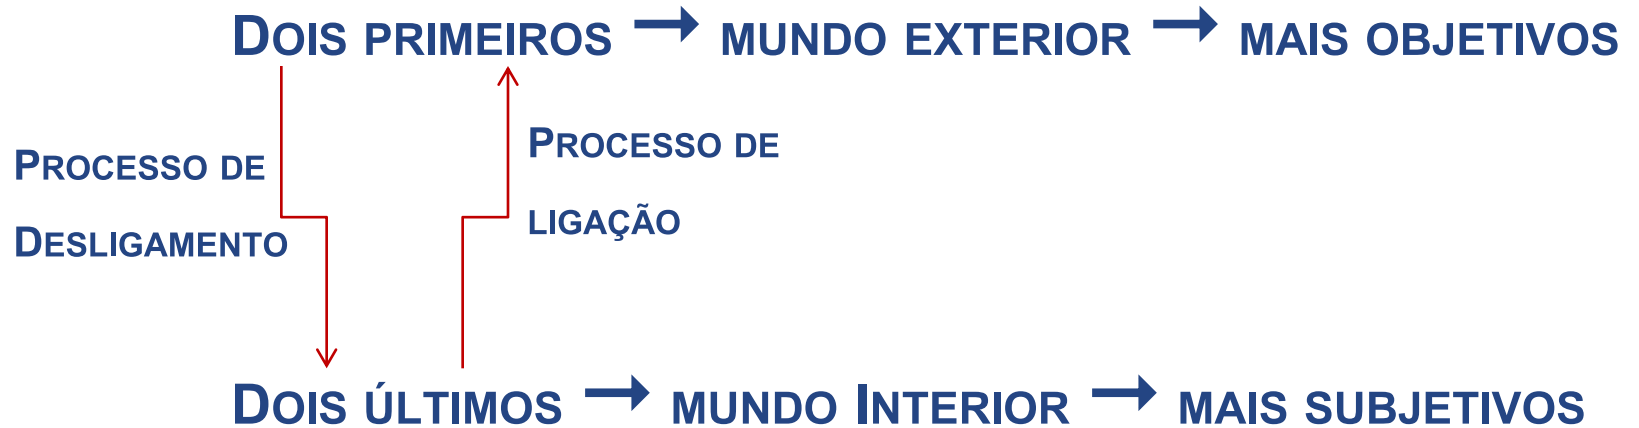 Dois primeiros → mundo exterior → mais objetivos
Processo de
Desligamento
Processo de
ligação
Dois últimos → mundo Interior → mais subjetivos